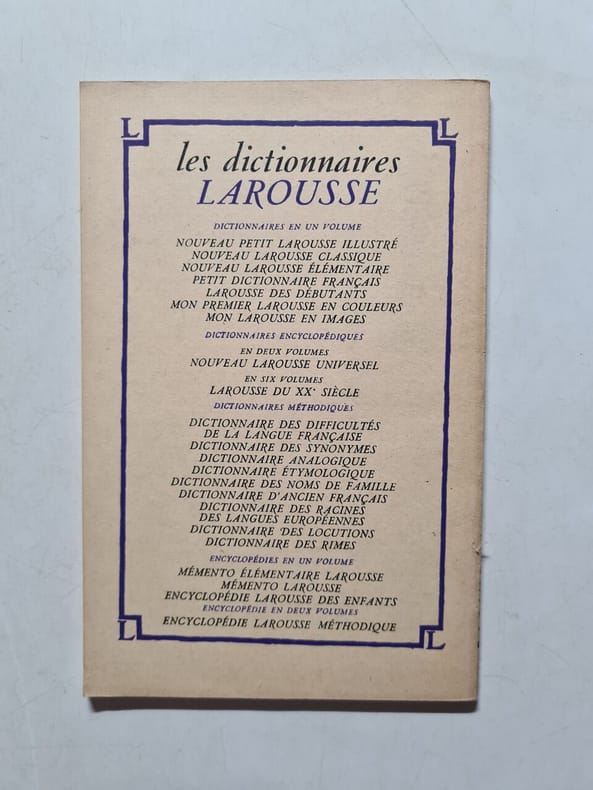 L L
les dictionnaires
LAROUSSE
DICTIONNAIRES EN UN VOLUME
NOUVEAU PETIT LAROUSSE ILLUSTRÉ
NOUVEAU LAROUSSE CLASSIQUE
NOUVEAU LAROUSSE ÉLÉMENTAIRE
PETIT DICTIONNAIRE FRANÇAIS
LAROUSSE DES DÉBUTANTS
MON PREMIER LAROUSSE EN COULEURS
MON LAROUSSE EN IMAGES
DICTIONNAIRES ENCYCLOPÉDIQUES
EN DEUX VOLUMES
NOUVEAU LAROUSSE UNIVERSEL
EN SIX VOLUMES
LAROUSSE DU XXᵉ SIÈCLE
DICTIONNAIRES MÉTHODIQUES
DICTIONNAIRE DES DIFFICULTÉS
DE LA LANGUE FRANÇAISE
DICTIONNAIRE DES SYNONYMES
DICTIONNAIRE ANALOGIQUE
DICTIONNAIRE ÉTYMOLOGIQUE
DICTIONNAIRE DES NOMS DE FAMILLE
DICTIONNAIRE D'ANCIEN FRANÇAIS
DICTIONNAIRE DES RACINES
DES LANGUES EUROPÉENNES
DICTIONNAIRE DES LOCUTIONS
DICTIONNAIRE DES RIMES
ENCYCLOPÉDIES EN UN VOLUME
MÉMENTO ÉLÉMENTAIRE LAROUSSE
MÉMENTO LAROUSSE
ENCYCLOPÉDIE LAROUSSE DES ENFANTS
ENCYCLOPÉDIE EN DEUX VOLUMES
ENCYCLOPÉDIE LAROUSSE MÉTHODIQUE
L L